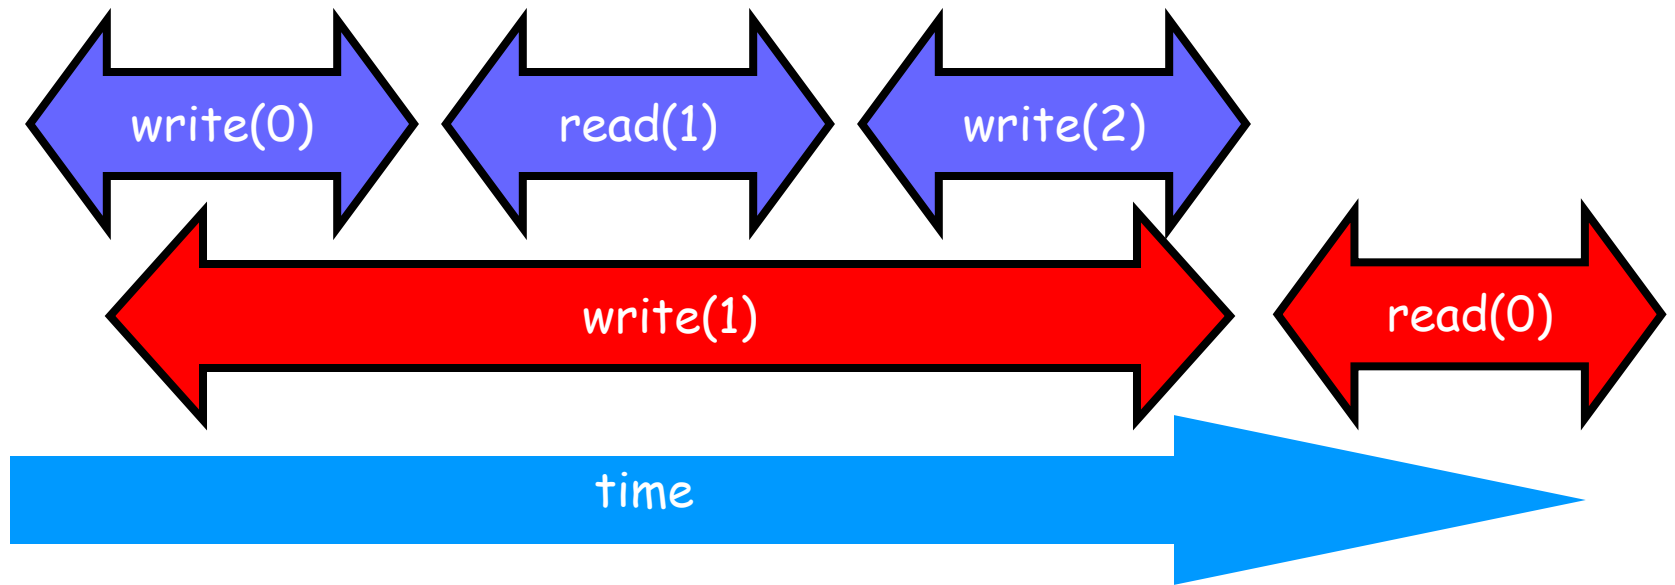 write(0)
read(1)
write(2)
write(1)
read(0)
time